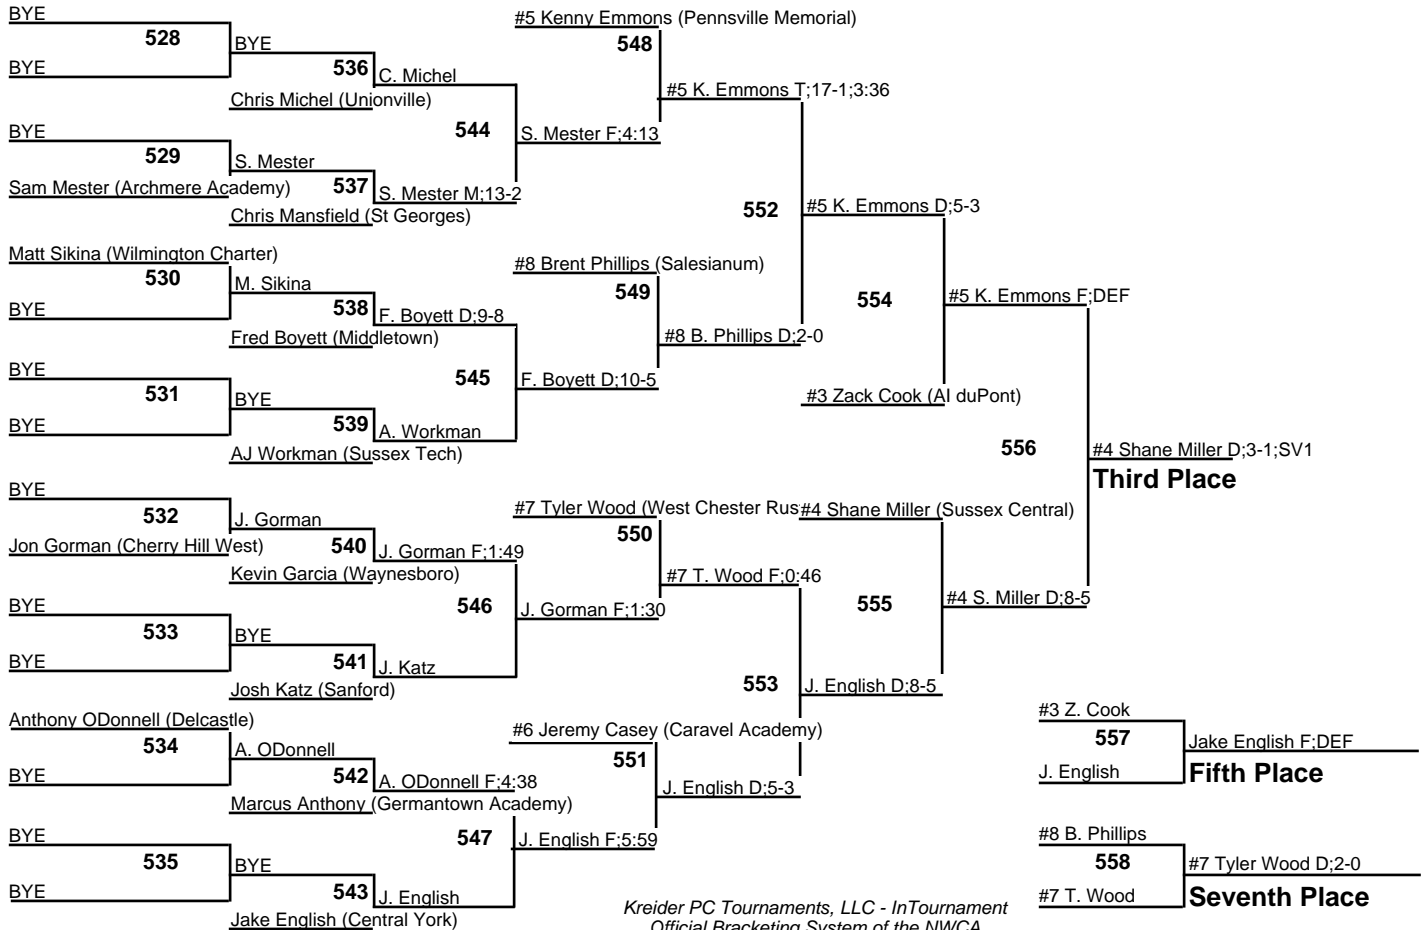 BYE
528
BYE
BYE
536
C. Michel
Chris Michel (Unionville)
BYE
529
S. Mester
Sam Mester (Archmere Academy)
537
S. Mester M;13-2
Chris Mansfield (St Georges)
544
S. Mester F;4:13
#5 Kenny Emmons (Pennsville Memorial)
548
#5 K. Emmons T;17-1;3:36
Matt Sikina (Wilmington Charter)
530
M. Sikina
BYE
538
F. Boyett D;9-8
Fred Boyett (Middletown)
BYE
531
BYE
BYE
539
A. Workman
AJ Workman (Sussex Tech)
545
F. Boyett D;10-5
#8 Brent Phillips (Salesianum)
549
#8 B. Phillips D;2-0
552
#5 K. Emmons D;5-3
554
#5 K. Emmons F;DEF
#3 Zack Cook (AI duPont)
556
#4 Shane Miller D;3-1;SV1
Third Place
BYE
532
J. Gorman
Jon Gorman (Cherry Hill West)
540
J. Gorman F;1:49
Kevin Garcia (Waynesboro)
BYE
533
BYE
BYE
541
J. Katz
Josh Katz (Sanford)
546
J. Gorman F;1:30
#7 Tyler Wood (West Chester Rus
550
#7 T. Wood F;0:46
#4 Shane Miller (Sussex Central)
555
#4 S. Miller D;8-5
553
J. English D;8-5
Anthony ODonnell (Delcastle)
534
A. ODonnell
BYE
542
A. ODonnell F;4:38
Marcus Anthony (Germantown Academy)
BYE
535
BYE
BYE
543
J. English
Jake English (Central York)
547
J. English F;5:59
#6 Jeremy Casey (Caravel Academy)
551
J. English D;5-3
#3 Z. Cook
557
Jake English F;DEF
J. English
Fifth Place
#8 B. Phillips
558
#7 Tyler Wood D;2-0
#7 T. Wood
Seventh Place
Kreider PC Tournaments, LLC - InTournament
Official Bracketing System of the NWCA